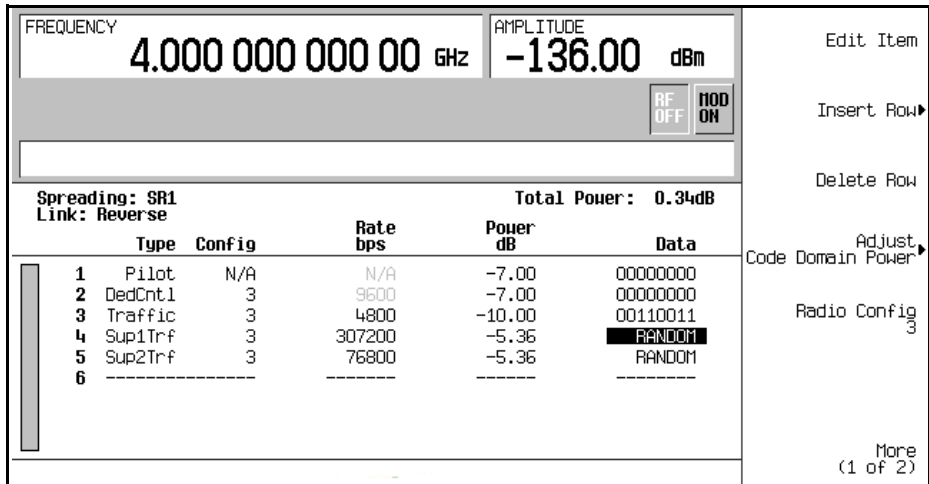 FREQUENCY
4.000 000 000 00 GHz
AMPLITUDE
-136.00 dBm
RF OFF
MOD ON
Spreading: SR1
Total Power: 0.34dB
Link: Reverse
Type Config Rate bps Power dB Data
1 Pilot N/A N/A -7.00 00000000
2 DedCntl 3 9600 -7.00 00000000
3 Traffic 3 4800 -10.00 00110011
4 Sup1Trf 3 307200 -5.36 RANDOM
5 Sup2Trf 3 76800 -5.36 RANDOM
6 --------------- ------- ------ --------
Edit Item
Insert Row▶
Delete Row
Adjust
Code Domain Power▶
Radio Config
3
More
(1 of 2)